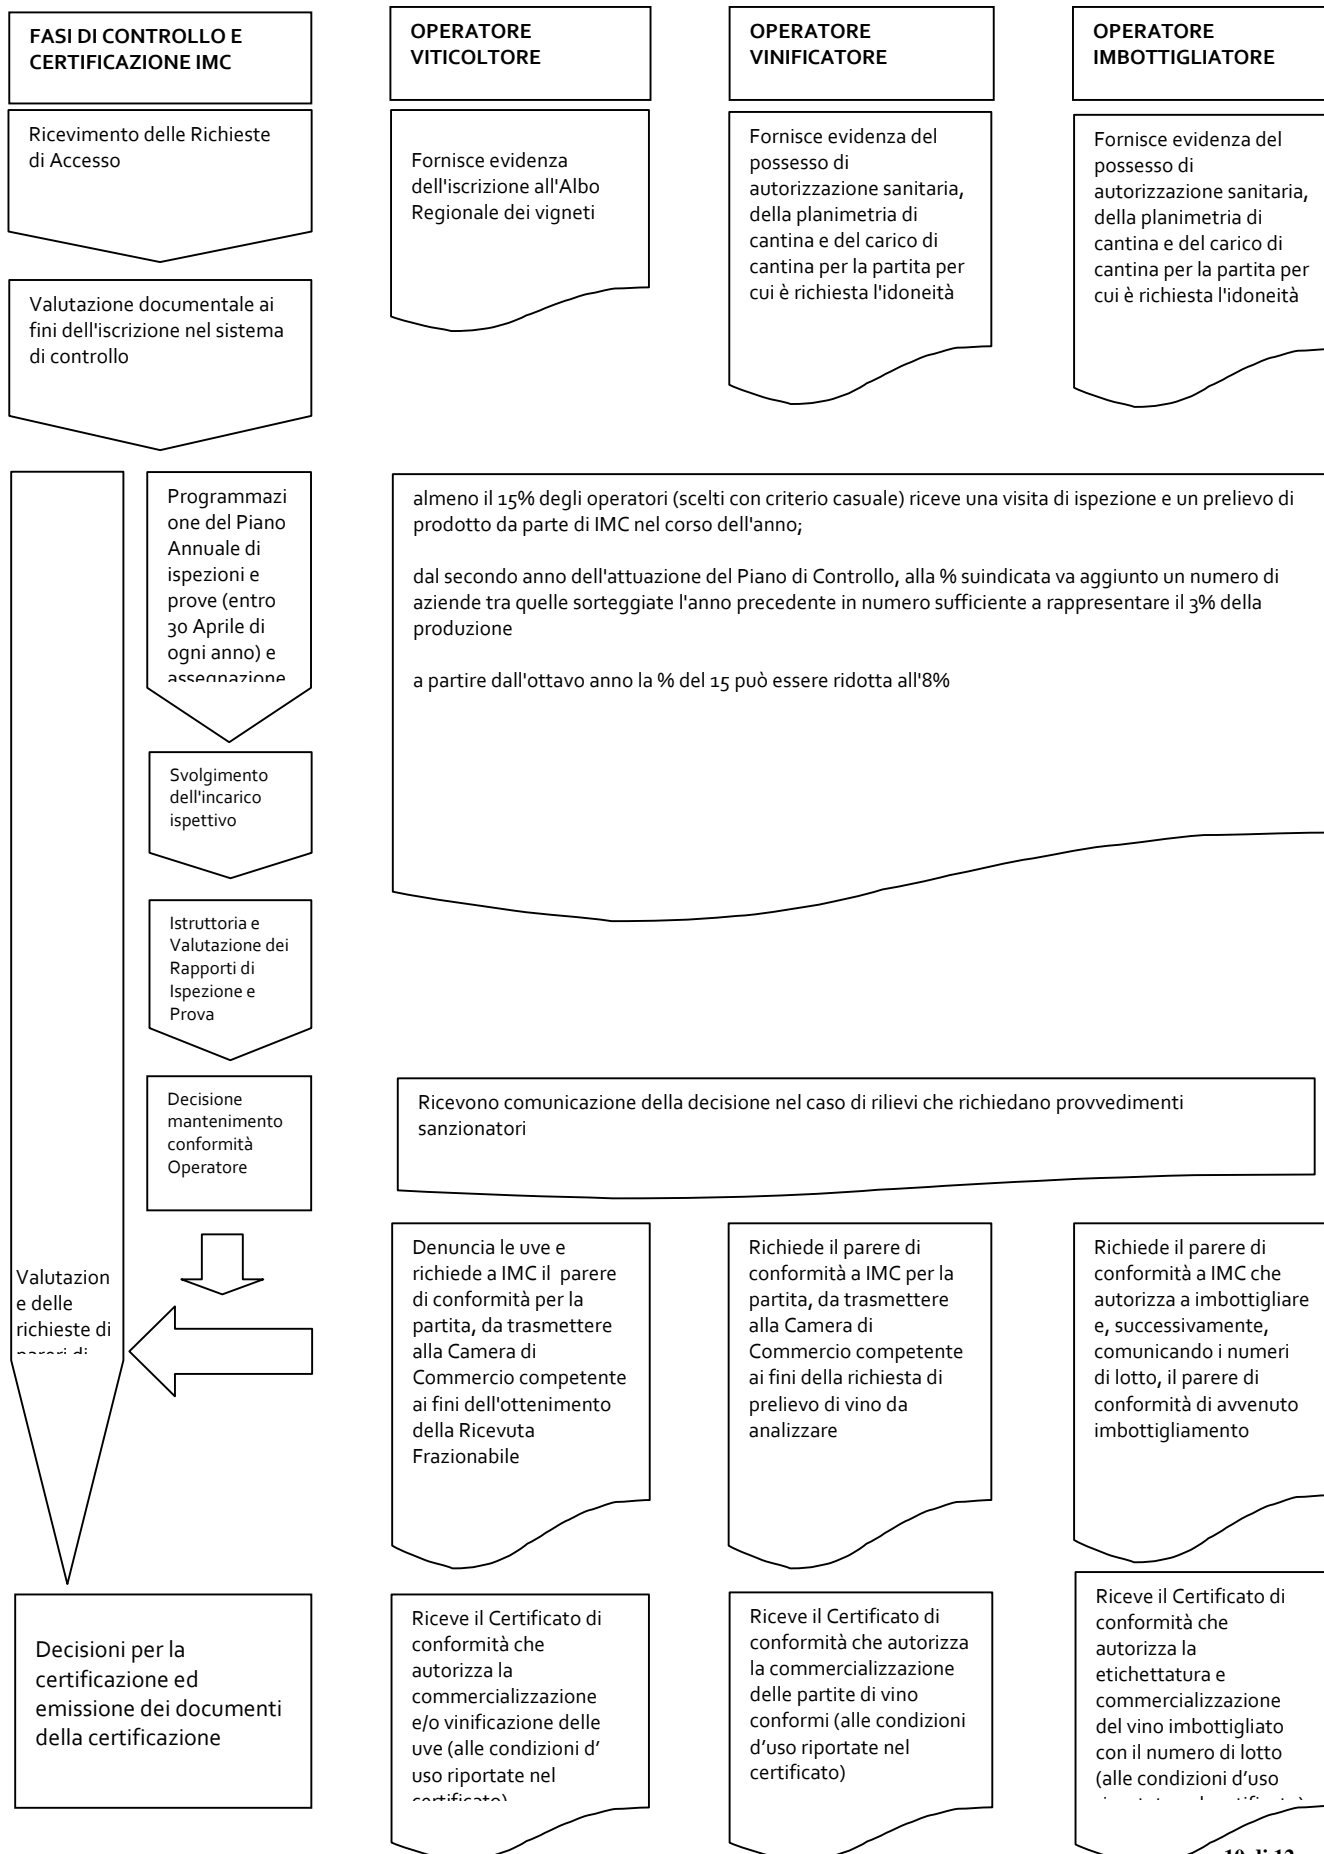 FASI DI CONTROLLO E
CERTIFICAZIONE IMC
OPERATORE
VITICOLTORE
OPERATORE
VINIFICATORE
OPERATORE
IMBOTTIGLIATORE
Ricevimento delle Richieste
di Accesso
Fornisce evidenza
dell'iscrizione all'Albo
Regionale dei vigneti
Fornisce evidenza del
possesso di
autorizzazione sanitaria,
della planimetria di
cantina e del carico di
cantina per la partita per
cui è richiesta l'idoneità
Fornisce evidenza del
possesso di
autorizzazione sanitaria,
della planimetria di
cantina e del carico di
cantina per la partita per
cui è richiesta l'idoneità
Valutazione documentale ai
fini dell'iscrizione nel sistema
di controllo
Programmazi
one del Piano
Annuale di
ispezioni e
prove (entro
30 Aprile di
ogni anno) e
assegnazione
almeno il 15% degli operatori (scelti con criterio casuale) riceve una visita di ispezione e un prelievo di
prodotto da parte di IMC nel corso dell'anno;
dal secondo anno dell'attuazione del Piano di Controllo, alla % suindicata va aggiunto un numero di
aziende tra quelle sorteggiate l'anno precedente in numero sufficiente a rappresentare il 3% della
produzione
a partire dall'ottavo anno la % del 15 può essere ridotta all'8%
Svolgimento
dell'incarico
ispettivo
Istruttoria e
Valutazione dei
Rapporti di
Ispezione e
Prova
Decisione
mantenimento
conformità
Operatore
Ricevono comunicazione della decisione nel caso di rilievi che richiedano provvedimenti
sanzionatori
Valutazion
e delle
richieste di
pareri di
Denuncia le uve e
richiede a IMC il parere
di conformità per la
partita, da trasmettere
alla Camera di
Commercio competente
ai fini dell'ottenimento
della Ricevuta
Frazionabile
Richiede il parere di
conformità a IMC per la
partita, da trasmettere
alla Camera di
Commercio competente
ai fini della richiesta di
prelievo di vino da
analizzare
Richiede il parere di
conformità a IMC che
autorizza a imbottigliare
e, successivamente,
comunicando i numeri
di lotto, il parere di
conformità di avvenuto
imbottigliamento
Decisioni per la
certificazione ed
emissione dei documenti
della certificazione
Riceve il Certificato di
conformità che
autorizza la
commercializzazione
e/o vinificazione delle
uve (alle condizioni d'
uso riportate nel
certificato)
Riceve il Certificato di
conformità che autorizza
la commercializzazione
delle partite di vino
conformi (alle condizioni
d'uso riportate nel
certificato)
Riceve il Certificato di
conformità che
autorizza la
etichettatura e
commercializzazione
del vino imbottigliato
con il numero di lotto
(alle condizioni d'uso
10 di 12